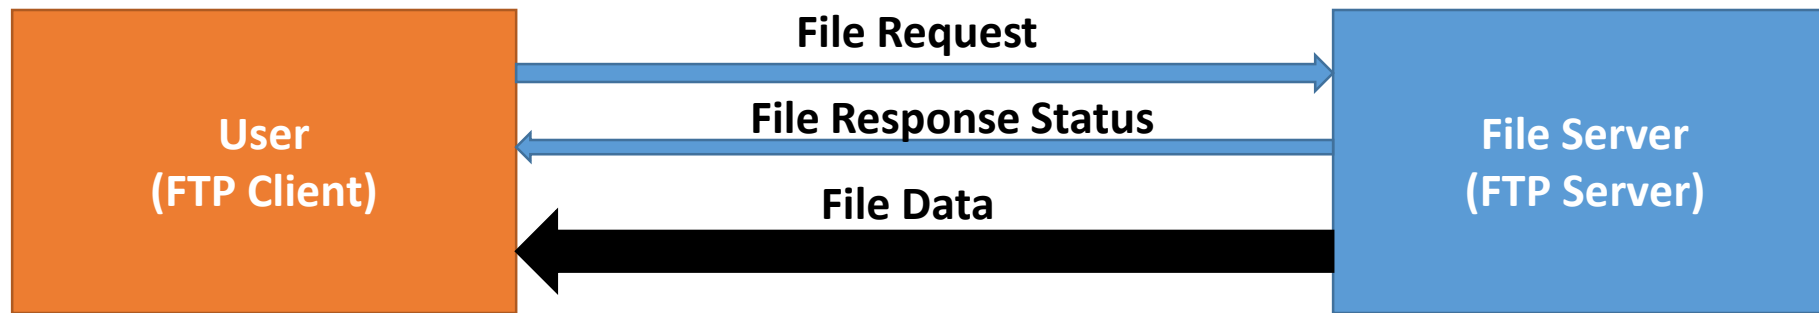 File Request
File Response Status
File Data
User
(FTP Client)
File Server
(FTP Server)